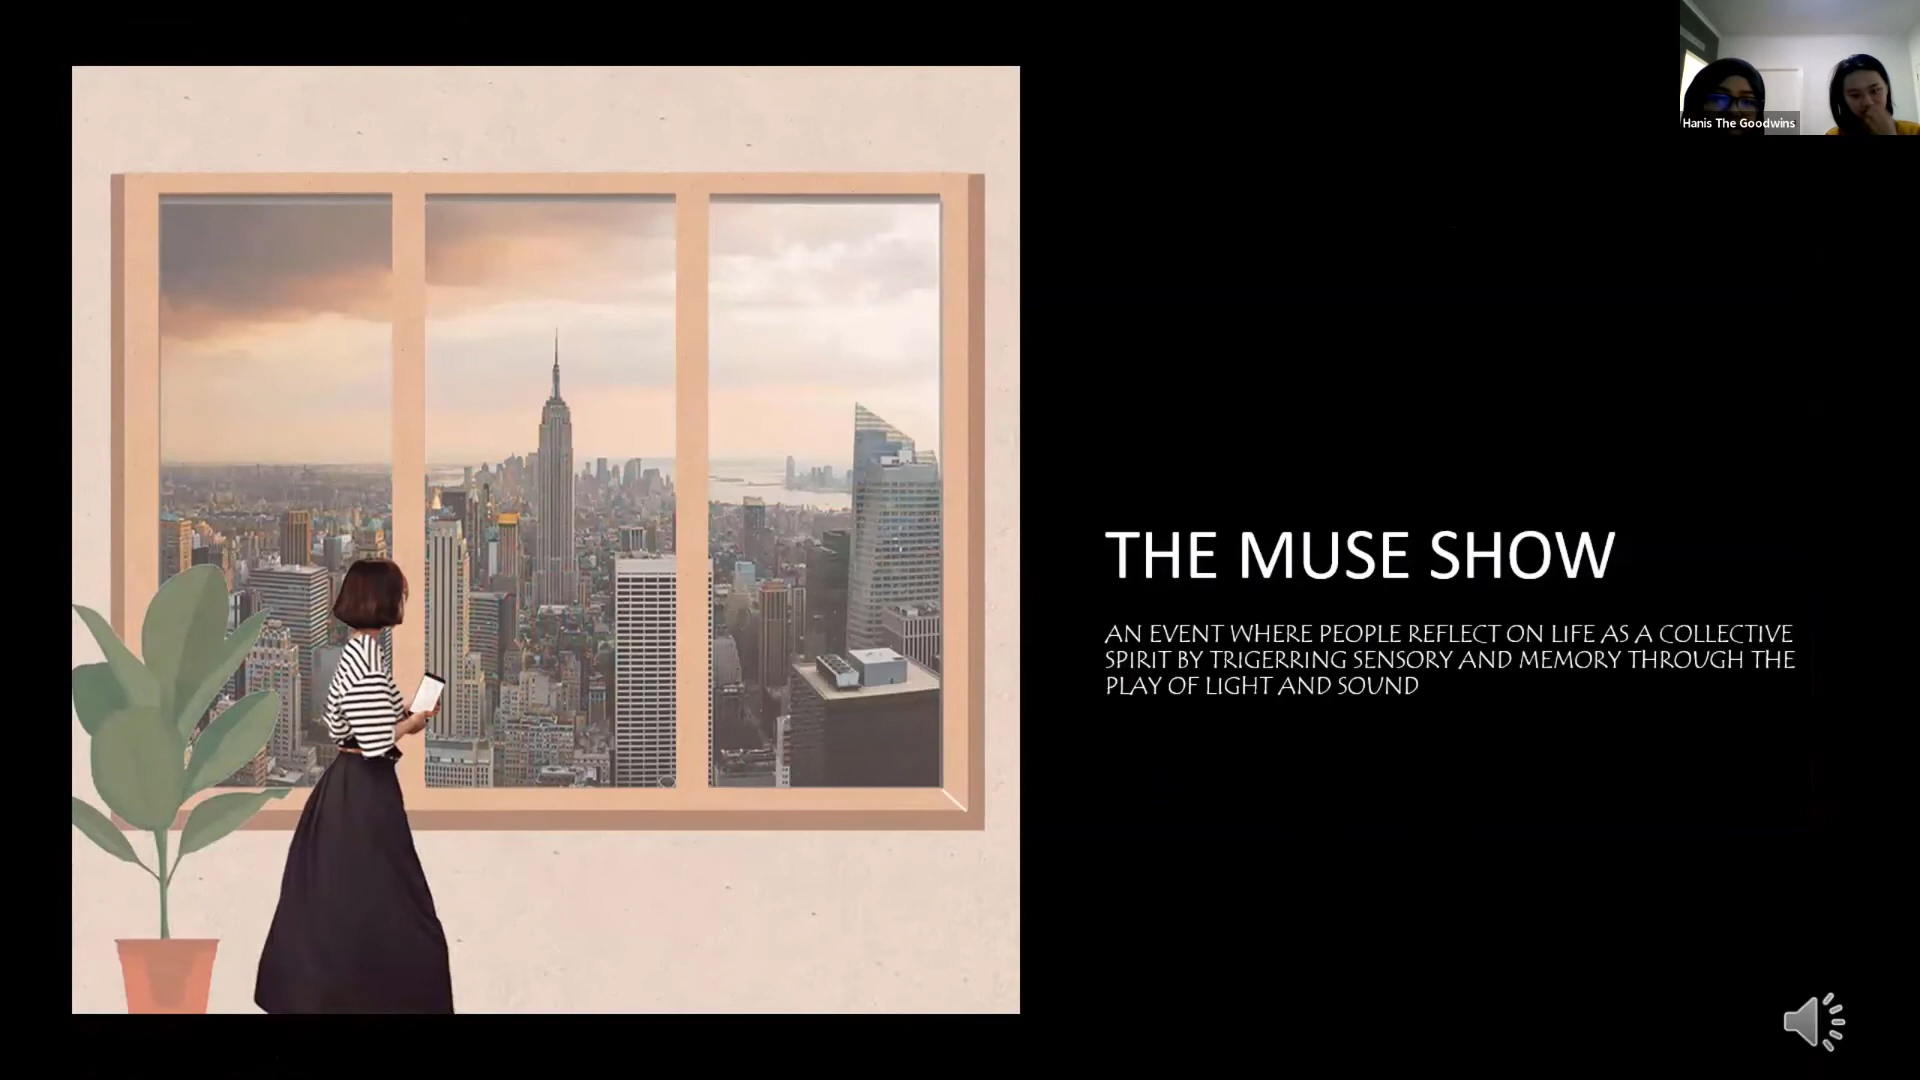 Hanis The Goodwins
THE MUSE SHOW
AN EVENT WHERE PEOPLE REFLECT ON LIFE AS A COLLECTIVE
SPIRIT BY TRIGERRING SENSORY AND MEMORY THROUGH THE
PLAY OF LIGHT AND SOUND